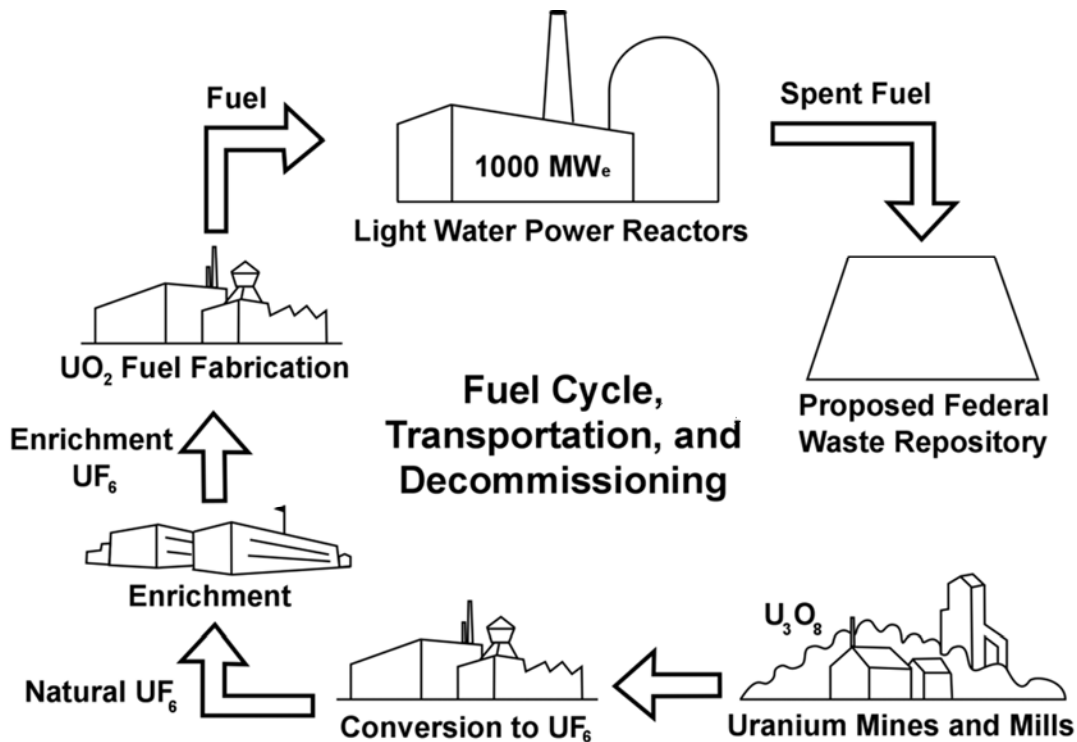 Fuel
Spent Fuel
1000 MWₑ
Light Water Power Reactors
UO₂ Fuel Fabrication
Fuel Cycle,
Transportation, and
Decommissioning
Proposed Federal
Waste Repository
Enrichment
UF₆
Enrichment
U₃O₈
Natural UF₆
Conversion to UF₆
Uranium Mines and Mills